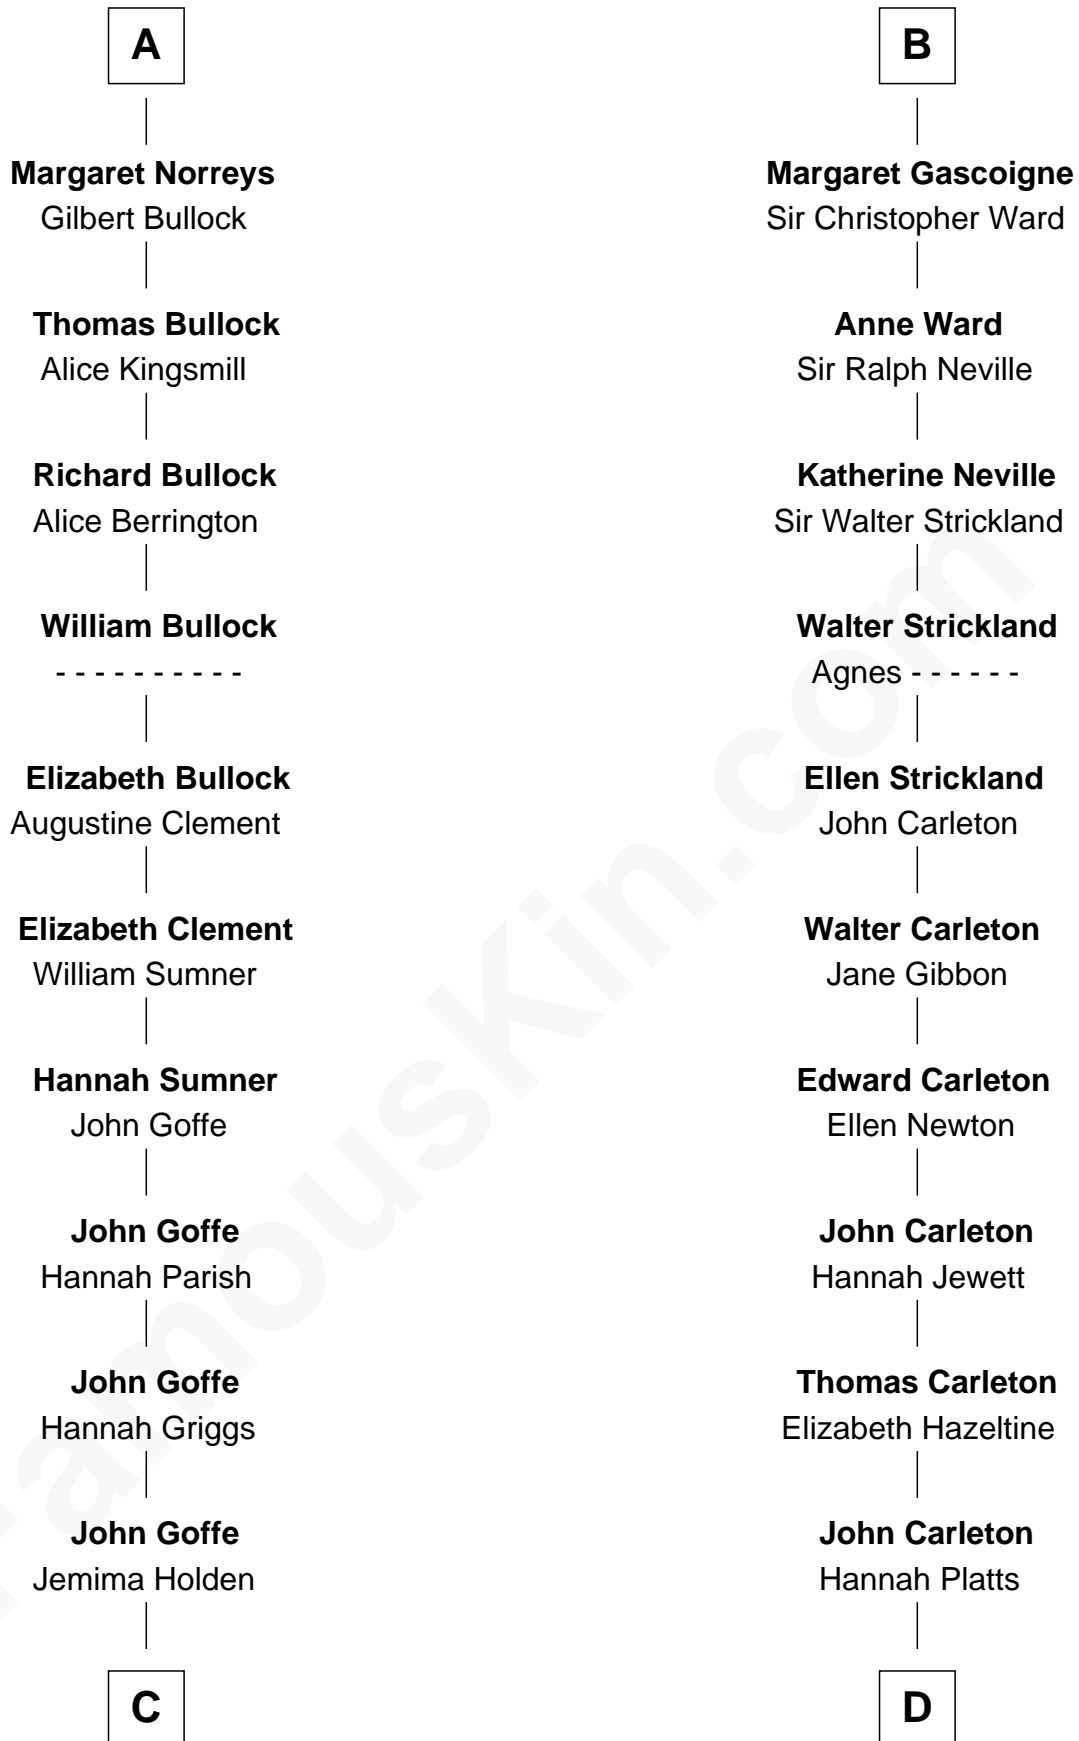 A
Margaret Norreys
Gilbert Bullock
Thomas Bullock
Alice Kingsmill
Richard Bullock
Alice Berrington
William Bullock
- - - - - - - - - -
Elizabeth Bullock
Augustine Clement
Elizabeth Clement
William Sumner
Hannah Sumner
John Goffe
John Goffe
Hannah Parish
John Goffe
Hannah Griggs
John Goffe
Jemima Holden
C
B
Margaret Gascoigne
Sir Christopher Ward
Anne Ward
Sir Ralph Neville
Katherine Neville
Sir Walter Strickland
Walter Strickland
Agnes - - - - - -
Ellen Strickland
John Carleton
Walter Carleton
Jane Gibbon
Edward Carleton
Ellen Newton
John Carleton
Hannah Jewett
Thomas Carleton
Elizabeth Hazeltine
John Carleton
Hannah Platts
D
FamousKin.com